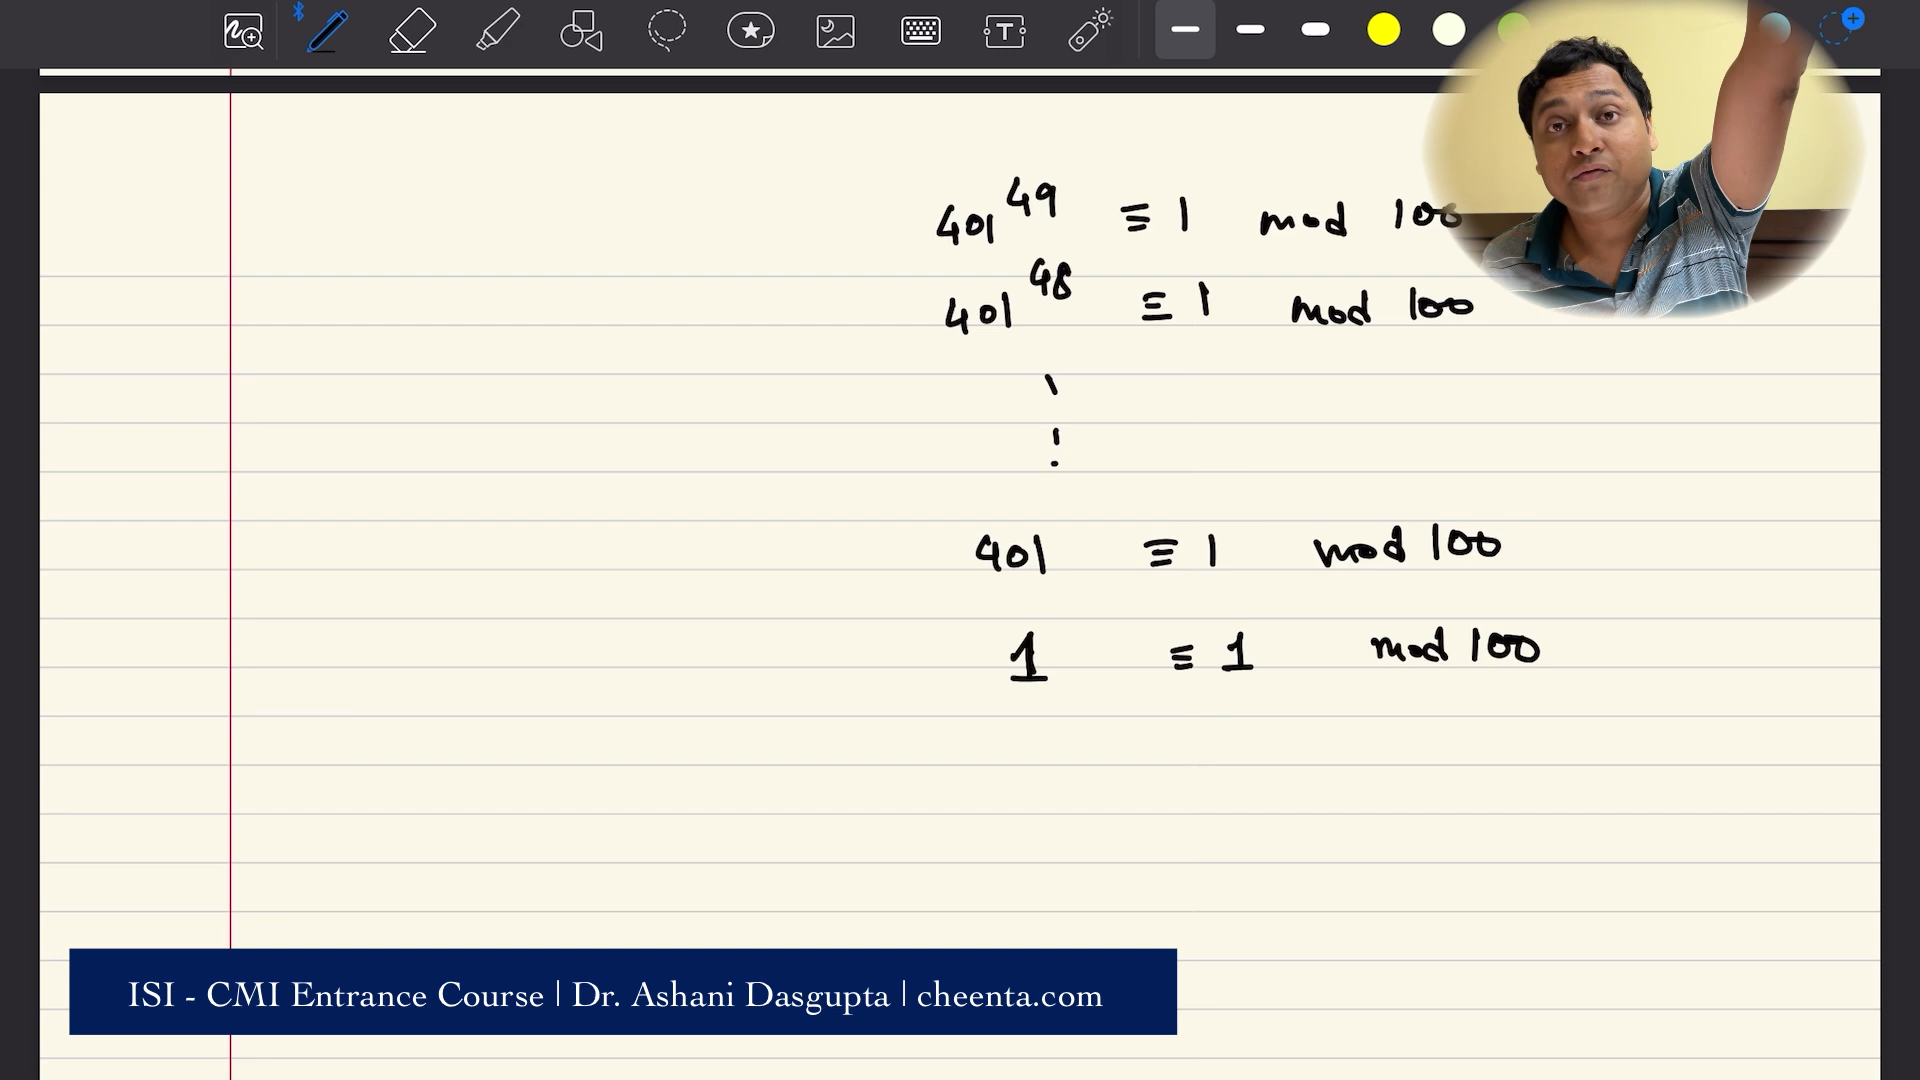 401^49 ≡ 1 mod 100
401^48 ≡ 1 mod 100
401 ≡ 1 mod 100
1 ≡ 1 mod 100
ISI - CMI Entrance Course | Dr. Ashani Dasgupta | cheenta.com